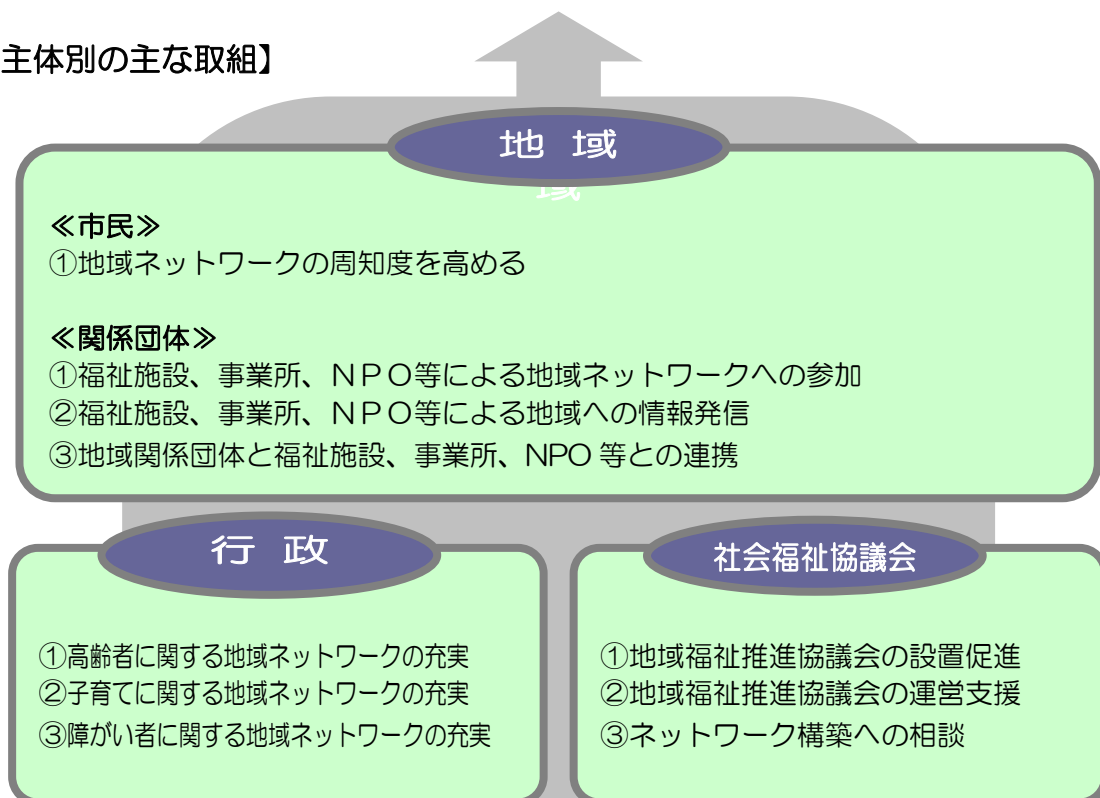 主体別の主な取組】
地 域
域
≪市民≫
①地域ネットワークの周知度を高める
≪関係団体≫
①福祉施設、事業所、ＮＰＯ等による地域ネットワークへの参加
②福祉施設、事業所、ＮＰＯ等による地域への情報発信
③地域関係団体と福祉施設、事業所、NPO 等との連携
行 政
①高齢者に関する地域ネットワークの充実
②子育てに関する地域ネットワークの充実
③障がい者に関する地域ネットワークの充実
社会福祉協議会
①地域福祉推進協議会の設置促進
②地域福祉推進協議会の運営支援
③ネットワーク構築への相談